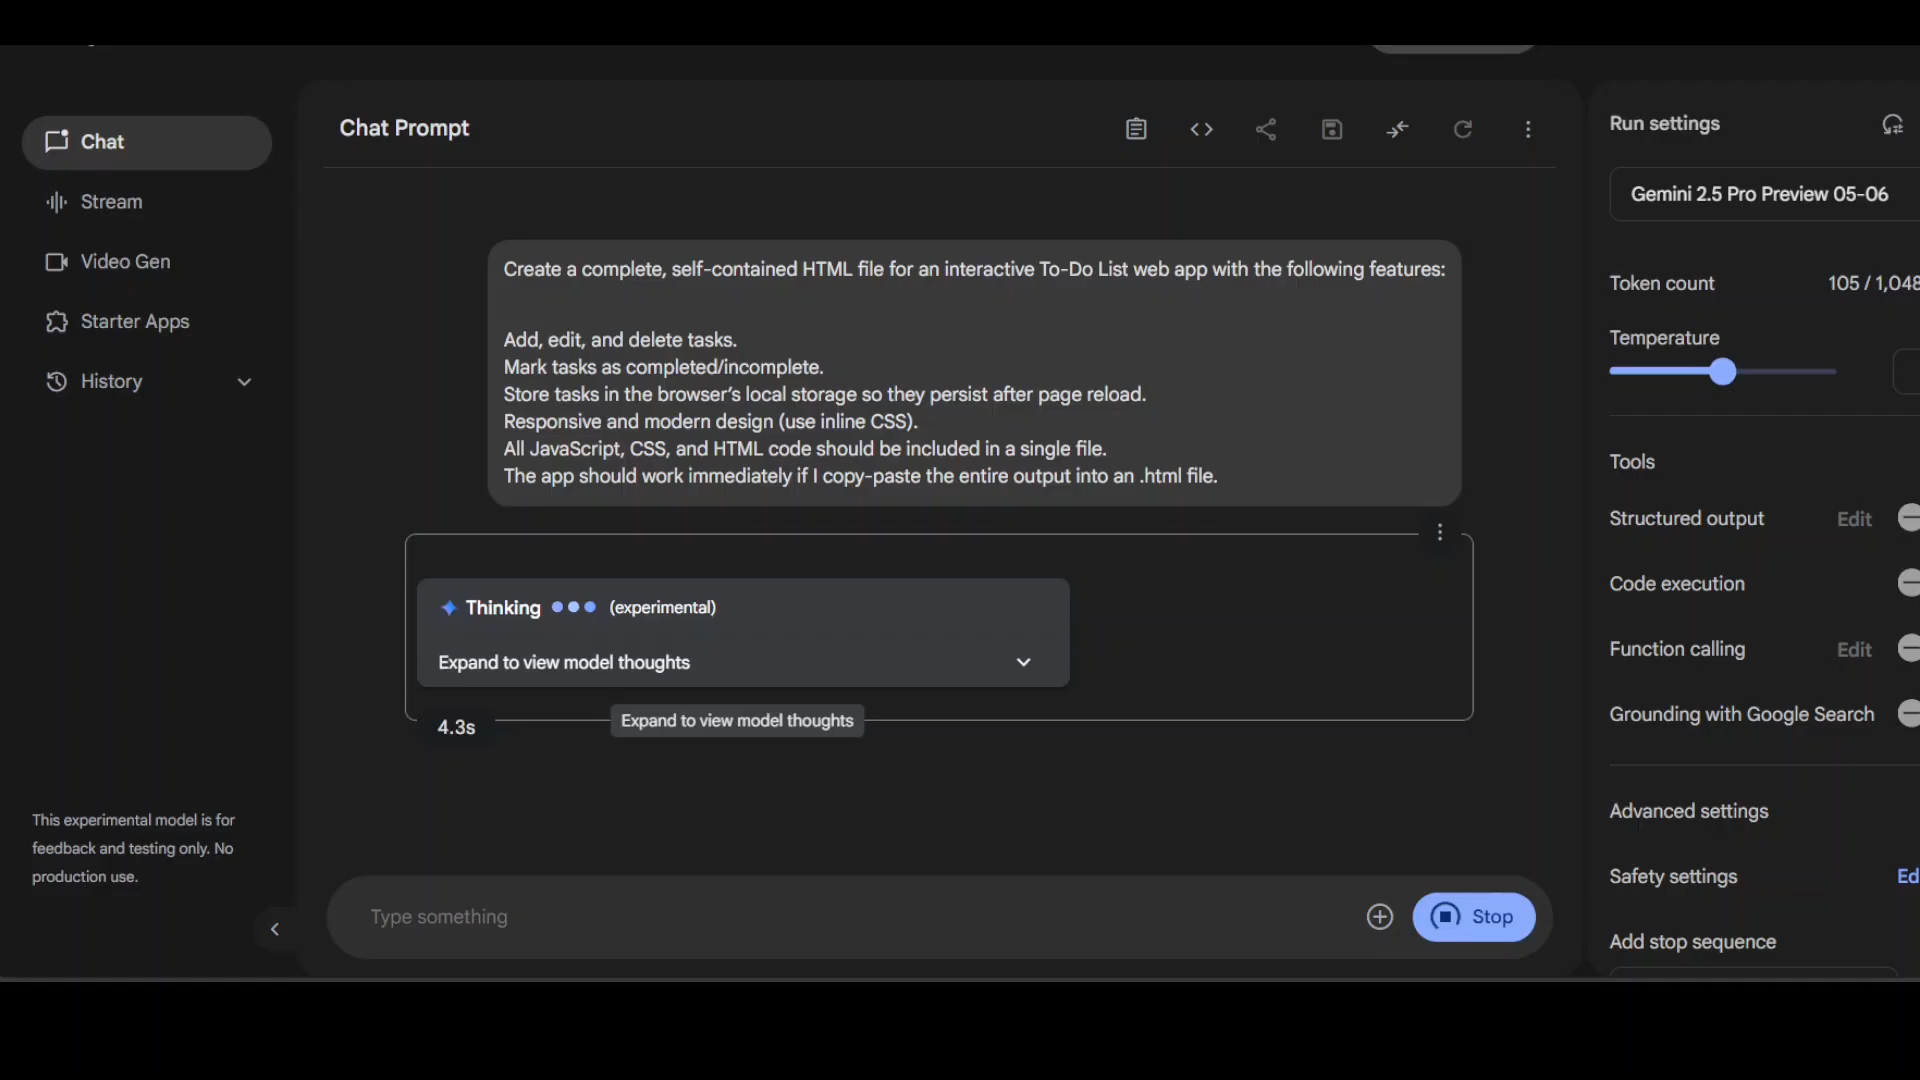 Chat
Stream
Video Gen
Starter Apps
History
This experimental model is for
feedback and testing only. No
production use.
Chat Prompt
Create a complete, self-contained HTML file for an interactive To-Do List web app with the following features:
Add, edit, and delete tasks.
Mark tasks as completed/incomplete.
Store tasks in the browser’s local storage so they persist after page reload.
Responsive and modern design (use inline CSS).
All JavaScript, CSS, and HTML code should be included in a single file.
The app should work immediately if I copy-paste the entire output into an .html file.
Thinking (experimental)
Expand to view model thoughts
4.3s
Expand to view model thoughts
Type something
Stop
Run settings
Gemini 2.5 Pro Preview 05-06
Token count 105 / 1,048
Temperature
Tools
Structured output Edit
Code execution
Function calling Edit
Grounding with Google Search
Advanced settings
Safety settings Ed
Add stop sequence